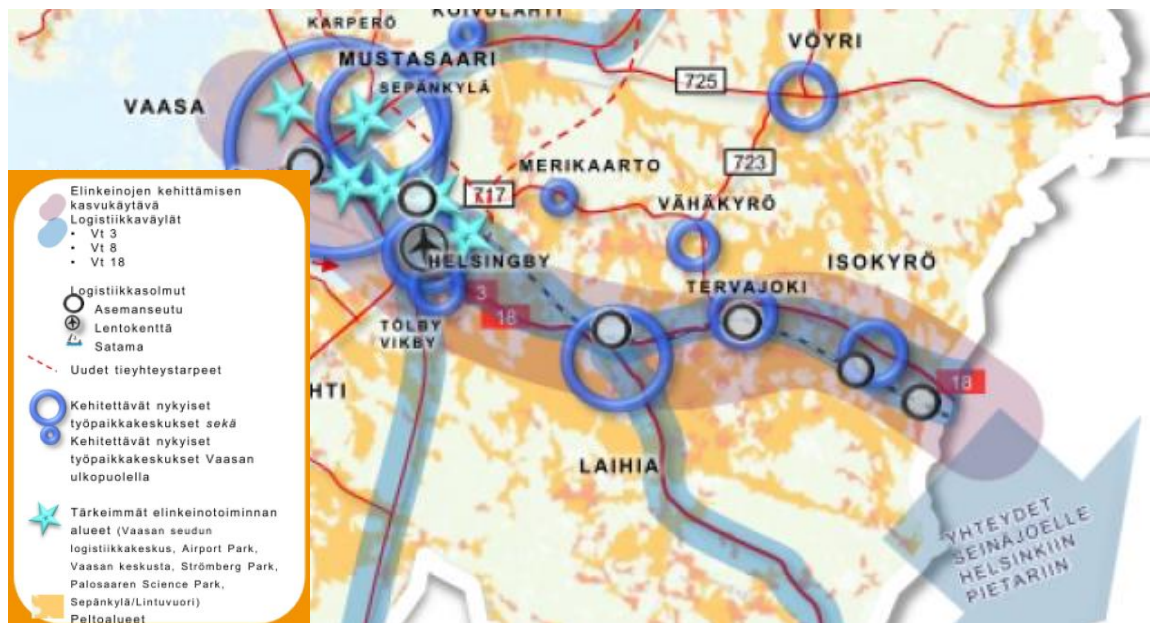 KARPERÖ
KOIVULAHTI
MUSTASAARI
SEPÄNKYLÄ
VAASA
VÖYRI
725
MERIKAARTO
717
723
VÄHÄKYRÖ
ISOKYRÖ
HELSINGBY
TERVAJOKI
3
18
TÖLBY
VIKBY
18
HTI
LAIHIA
YHTEYDET
SEINÄJOELLE
HELSINKIIN
PIETARIIN
Elinkeinojen kehittämisen
kasvukäytävä
Logistiikkaväylät
• Vt 3
• Vt 8
• Vt 18
Logistiikkasolmut
Asemanseutu
Lentokenttä
Satama
Uudet tieyhteystarpeet
Kehitettävät nykyiset
työpaikkakeskukset sekä
Kehitettävät nykyiset
työpaikkakeskukset Vaasan
ulkopuolella
Tärkeimmät elinkeinotoiminnan
alueet (Vaasan seudun
logistiikkakeskus, Airport Park,
Vaasan keskusta, Strömberg Park,
Palosaaren Science Park,
Sepänkylä/Lintuvuori)
Peltoalueet